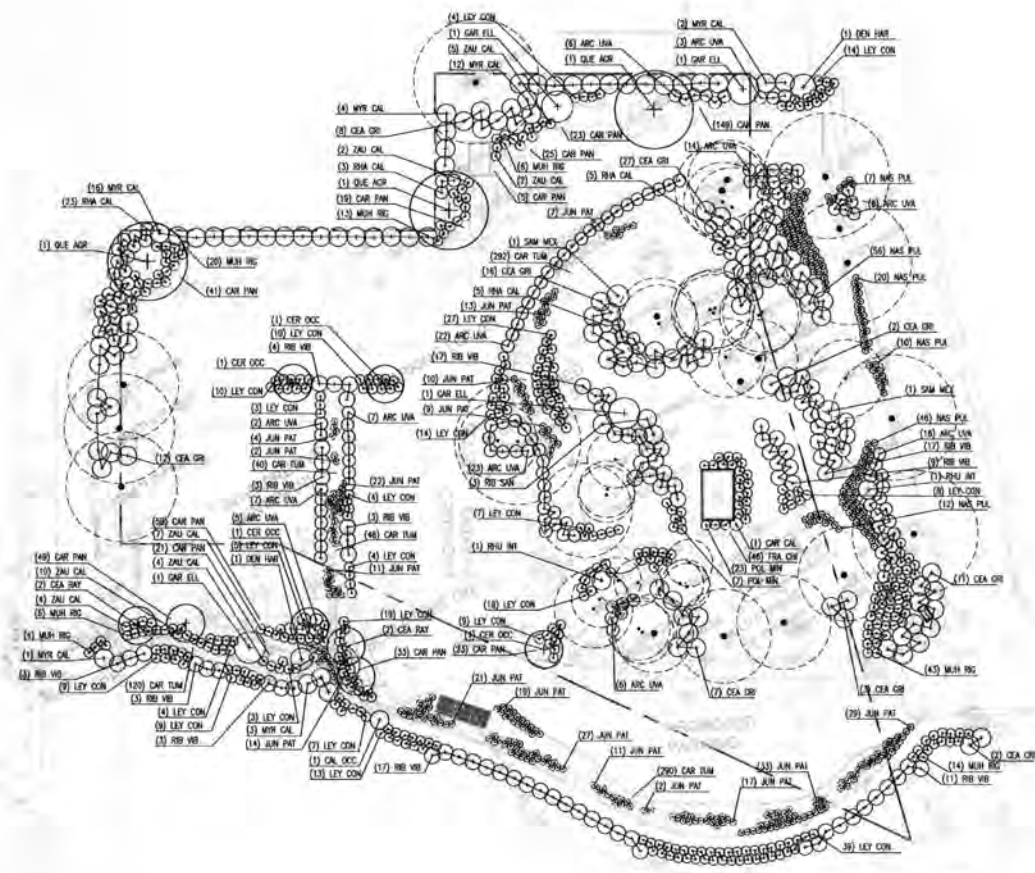 (4) LEY CON
(1) GAR ELL
(5) ZAU CAL
(12) MYR CAL
(6) ARC UVA
(1) QUE AGR
(2) MYR CAL
(3) ARC UVA
(1) GAR ELL
(1) DEN HAR
(14) LEY CON
(4) MYR CAL
(8) CEA GRI
(2) ZAU CAL
(3) RHA CAL
(1) QUE AGR
(19) CAR PAN
(13) MUH RIG
(23) CAR PAN
(25) CAR PAN
(6) MUH RIG
(7) ZAU CAL
(5) CAR PAN
(149) CAR PAN
(14) ARC UVA
(27) CEA GRI
(5) RHA CAL
(7) JUN PAT
(7) NAS PUL
(8) ARC UVA
(56) NAS PUL
(20) NAS PUL
(16) MYR CAL
(23) RHA CAL
(1) QUE AGR
(20) MUH RIG
(41) CAR PAN
(1) SAM MEX
(292) CAR TUM
(16) CEA GRI
(5) RHA CAL
(13) JUN PAT
(27) LEY CON
(22) ARC UVA
(17) RIB VIB
(10) JUN PAT
(1) GAR ELL
(9) JUN PAT
(14) LEY CON
(23) ARC UVA
(3) RIB SAN
(7) LEY CON
(2) CEA GRI
(10) NAS PUL
(1) SAM MEX
(46) NAS PUL
(16) ARC UVA
(17) RIB VIB
(9) RIB VIB
(1) RHU INT
(8) LEY CON
(12) NAS PUL
(1) CER OCC
(10) LEY CON
(4) RIB VIB
(1) CER OCC
(10) LEY CON
(3) LEY CON
(2) ARC UVA
(4) JUN PAT
(2) JUN PAT
(40) CAR TUM
(3) RIB VIB
(7) ARC UVA
(7) ARC UVA
(22) JUN PAT
(4) LEY CON
(3) RIB VIB
(46) CAR TUM
(4) LEY CON
(11) JUN PAT
(12) CEA GRI
(59) CAR PAN
(7) ZAU CAL
(21) CAR PAN
(4) ZAU CAL
(1) GAR ELL
(5) ARC UVA
(1) CER OCC
LEY CON
(1) DEN HAR
(49) CAR PAN
(10) ZAU CAL
(2) CEA RAY
(4) ZAU CAL
(6) MUH RIG
MUH RIG
(1) MYR CAL
(3) RIB VIB
(9) LEY CON
(120) CAR TUM
(3) RIB VIB
(4) LEY CON
(9) LEY CON
(3) RIB VIB
(3) LEY CON
(3) MYR CAL
(14) JUN PAT
(7) LEY CON
(1) CAL OCC
(13) LEY CON
(17) RIB VIB
(19) LEY CON
(2) CEA RAY
(33) CAR PAN
(9) LEY CON
CER OCC
(23) CAR PAN
(1) RHU INT
(18) LEY CON
(6) ARC UVA
(7) CEA GRI
(1) CAR CAL
(46) FRA CHI
(23) POL MIN
(7) POL MIN
CEA GRI
(43) MUH RIG
(3) CEA GRI
(21) JUN PAT
(19) JUN PAT
(27) JUN PAT
(11) JUN PAT
(290) CAR TUM
(2) JUN PAT
(17) JUN PAT
(33) JUN PAT
(29) JUN PAT
(2) CEA GRI
(14) MUH RIG
(11) RIB VIB
(39) LEY CON